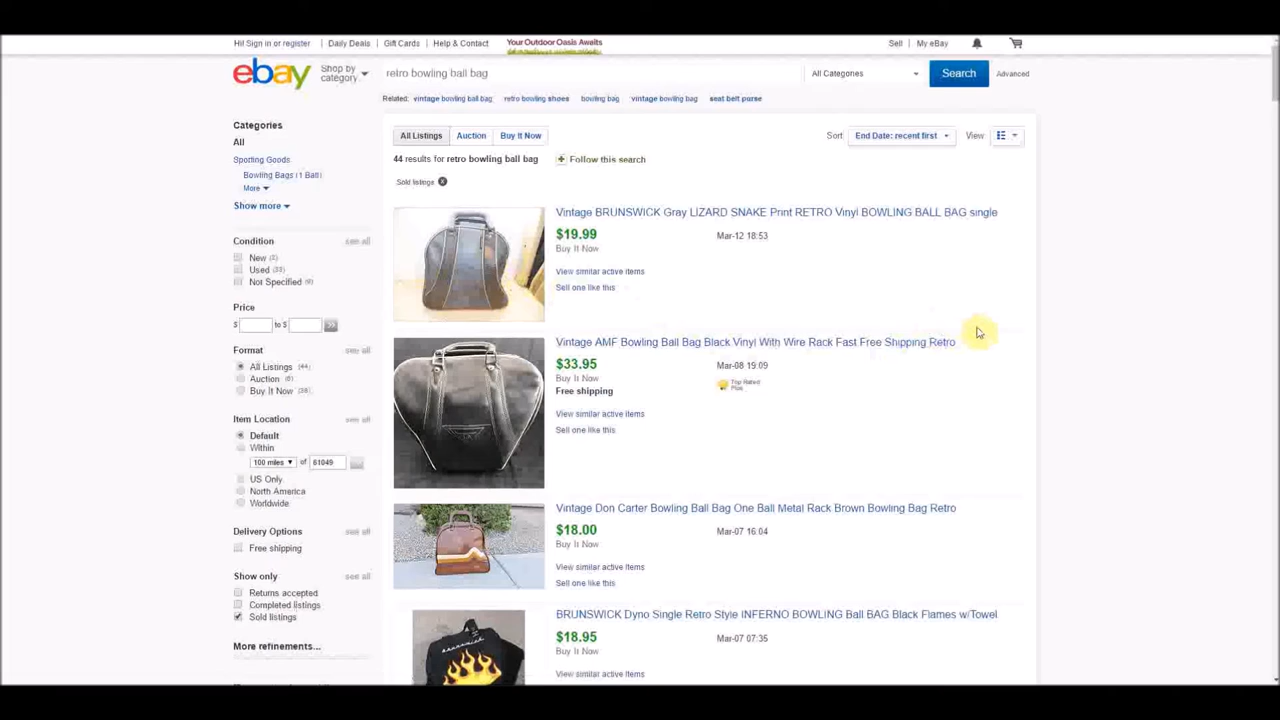 Hi! Sign in or register
Daily Deals
Gift Cards
Help & Contact
Your Outdoor Oasis Awaits
Sell
My eBay
ebay
Shop by
category
retro bowling ball bag
All Categories
Search
Advanced
Related: vintage bowling ball bag retro bowling shoes bowling bag vintage bowling bag seat belt purse
Categories
All
Sporting Goods
Bowling Bags (1 Ball)
More
Show more
Condition see all
New (2)
Used (33)
Not Specified (9)
Price
$ to $
Format see all
All Listings (44)
Auction (6)
Buy It Now (38)
Item Location see all
Default
Within
100 miles of 61049
US Only
North America
Worldwide
Delivery Options see all
Free shipping
Show only see all
Returns accepted
Completed listings
Sold listings
More refinements...
All Listings Auction Buy It Now
Sort End Date: recent first View
44 results for retro bowling ball bag
Follow this search
Sold listings
Vintage BRUNSWICK Gray LIZARD SNAKE Print RETRO Vinyl BOWLING BALL BAG single
$19.99 Mar-12 18:53
Buy It Now
View similar active items
Sell one like this
Vintage AMF Bowling Ball Bag Black Vinyl With Wire Rack Fast Free Shipping Retro
$33.95 Mar-08 19:09
Buy It Now
Top Rated
Plus
Free shipping
View similar active items
Sell one like this
Vintage Don Carter Bowling Ball Bag One Ball Metal Rack Brown Bowling Bag Retro
$18.00 Mar-07 16:04
Buy It Now
View similar active items
Sell one like this
BRUNSWICK Dyno Single Retro Style INFERNO BOWLING Ball BAG Black Flames w/Towel
$18.95 Mar-07 07:35
Buy It Now
View similar active items